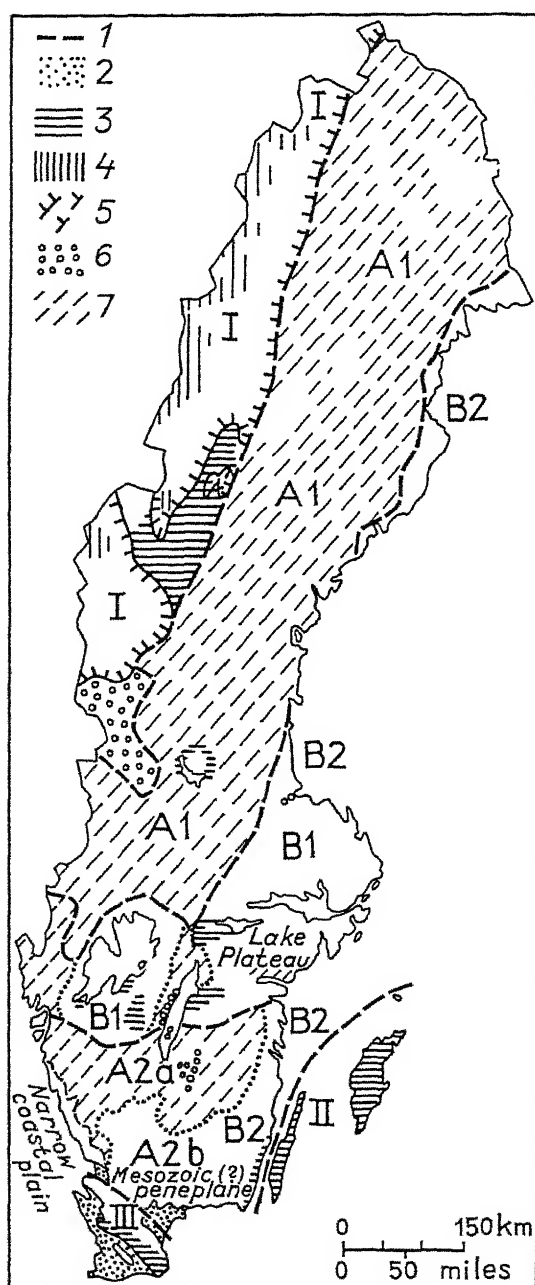 1
2
3
4
5
6
7
I
A1
I
B2
A1
I
B2
A1
B1
Lake
Plateau
B1
B2
A2a
II
B2
A2b
Narrow
coastal
plain
Mesozoic (?)
peneplane
III
0 150km
0 50 miles